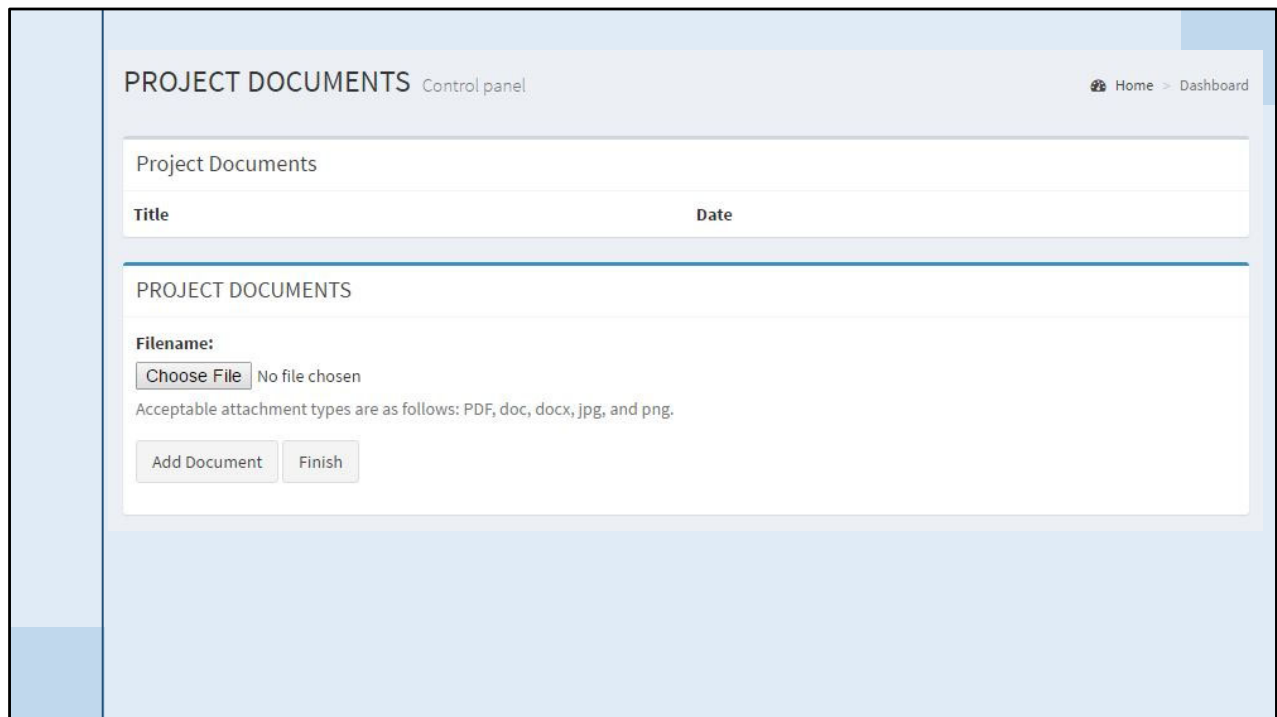 PROJECT DOCUMENTS Control panel
Home > Dashboard
Project Documents
Title Date
PROJECT DOCUMENTS
Filename:
Choose File No file chosen
Acceptable attachment types are as follows: PDF, doc, docx, jpg, and png.
Add Document Finish